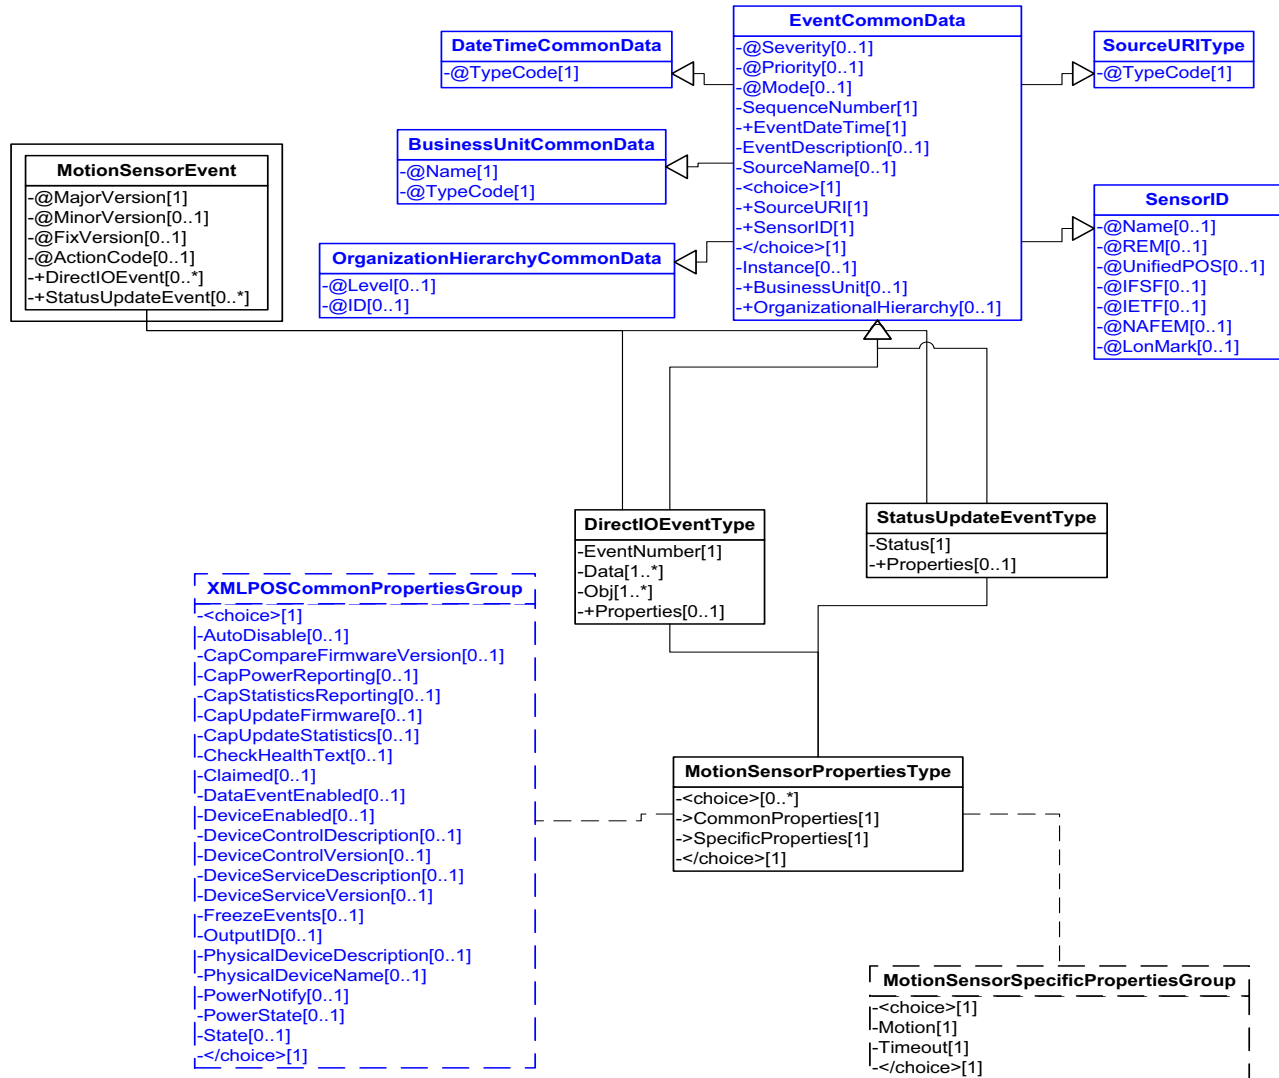 EventCommonData
-@Severity[0..1]
-@Priority[0..1]
-@Mode[0..1]
-SequenceNumber[1]
-+EventDateTime[1]
-EventDescription[0..1]
-SourceName[0..1]
-<choice>[1]
-+SourceURI[1]
-+SensorID[1]
-</choice>[1]
-Instance[0..1]
-+BusinessUnit[0..1]
-+OrganizationalHierarchy[0..1]
DateTimeCommonData
-@TypeCode[1]
SourceURIType
-@TypeCode[1]
BusinessUnitCommonData
-@Name[1]
-@TypeCode[1]
MotionSensorEvent
-@MajorVersion[1]
-@MinorVersion[0..1]
-@FixVersion[0..1]
-@ActionCode[0..1]
-+DirectIOEvent[0..*]
-+StatusUpdateEvent[0..*]
OrganizationHierarchyCommonData
-@Level[0..1]
-@ID[0..1]
SensorID
-@Name[0..1]
-@REM[0..1]
-@UnifiedPOS[0..1]
-@IFSF[0..1]
-@IETF[0..1]
-@NAFEM[0..1]
-@LonMark[0..1]
DirectIOEventType
-EventNumber[1]
-Data[1..*]
-Obj[1..*]
-+Properties[0..1]
StatusUpdateEventType
-Status[1]
-+Properties[0..1]
XMLPOSCommonPropertiesGroup
-<choice>[1]
-AutoDisable[0..1]
-CapCompareFirmwareVersion[0..1]
-CapPowerReporting[0..1]
-CapStatisticsReporting[0..1]
-CapUpdateFirmware[0..1]
-CapUpdateStatistics[0..1]
-CheckHealthText[0..1]
-Claimed[0..1]
-DataEventEnabled[0..1]
-DeviceEnabled[0..1]
-DeviceControlDescription[0..1]
-DeviceControlVersion[0..1]
-DeviceServiceDescription[0..1]
-DeviceServiceVersion[0..1]
-FreezeEvents[0..1]
-OutputID[0..1]
-PhysicalDeviceDescription[0..1]
-PhysicalDeviceName[0..1]
-PowerNotify[0..1]
-PowerState[0..1]
-State[0..1]
-</choice>[1]
MotionSensorPropertiesType
-<choice>[0..*]
->CommonProperties[1]
->SpecificProperties[1]
-</choice>[1]
MotionSensorSpecificPropertiesGroup
-<choice>[1]
-Motion[1]
-Timeout[1]
-</choice>[1]